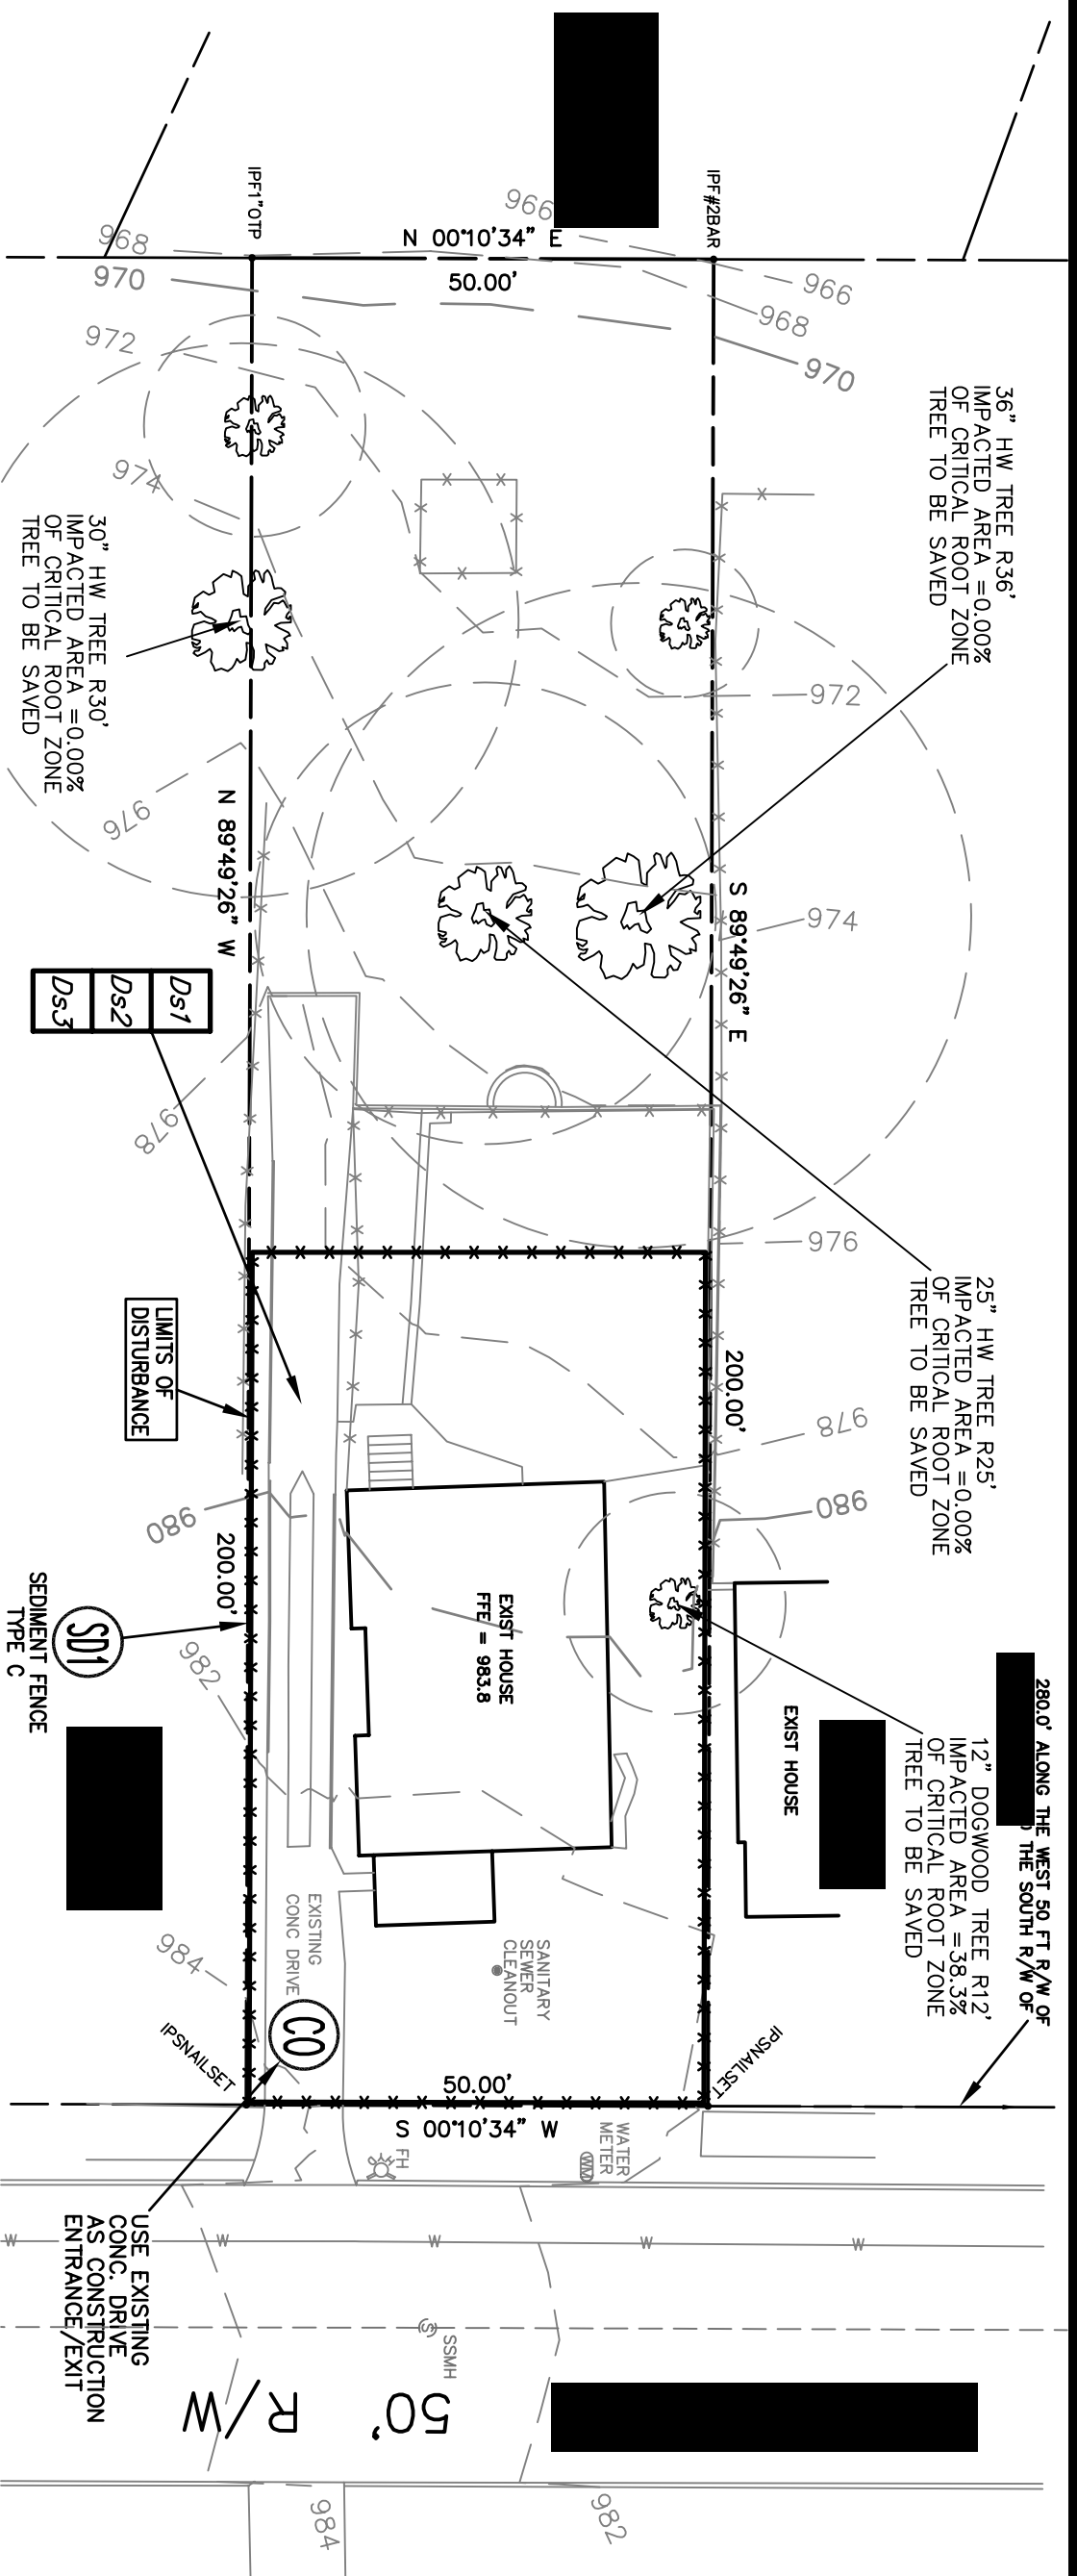 IPF1"OTP
IPF#2BAR
N 00°10'34" E
50.00'
966
968
970
966
968
970
972
974
976
978
972
974
976
978
980
980
982
984
984
982
36" HW TREE R36'
IMPACTED AREA =0.00%
OF CRITICAL ROOT ZONE
TREE TO BE SAVED
30" HW TREE R30'
IMPACTED AREA =0.00%
OF CRITICAL ROOT ZONE
TREE TO BE SAVED
N 89°49'26" W
S 89°49'26" E
Ds1
Ds2
Ds3
25" HW TREE R25'
IMPACTED AREA =0.00%
OF CRITICAL ROOT ZONE
TREE TO BE SAVED
LIMITS OF
DISTURBANCE
200.00'
200.00'
SD1
SEDIMENT FENCE
TYPE C
EXIST HOUSE
FFE = 983.8
EXIST HOUSE
280.0' ALONG THE WEST 50 FT R/W OF
THE SOUTH R/W OF
12" DOGWOOD TREE R12'
IMPACTED AREA =38.3%
OF CRITICAL ROOT ZONE
TREE TO BE SAVED
EXISTING
CONC DRIVE
SANITARY
SEWER
CLEANOUT
CO
IPSNAILSET
IPSNAILSET
50.00'
S 00°10'34" W
FH
WATER
METER
WM
USE EXISTING
CONC. DRIVE
AS CONSTRUCTION
ENTRANCE/EXIT
W
W
W
W
W
S
SSMH
50' R/W